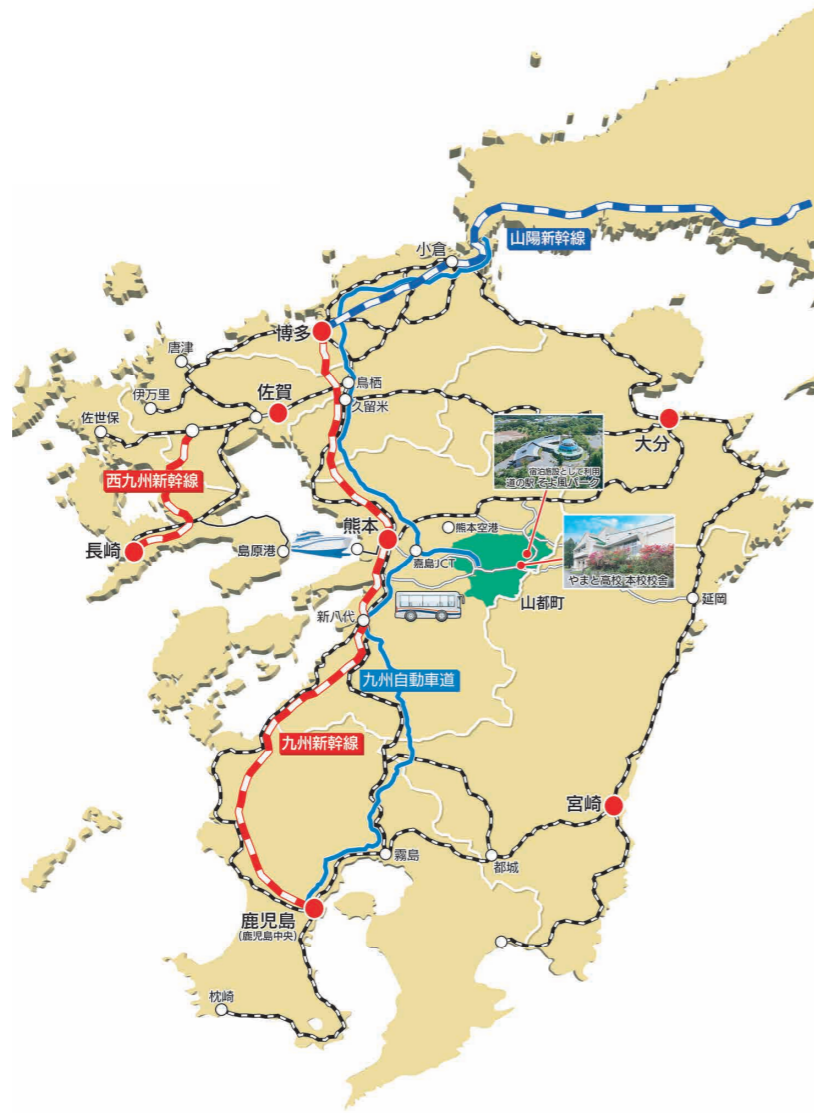 山陽新幹線
小倉
博多
唐津
鳥栖
伊万里
佐賀
久留米
佐世保
大分
宿泊施設として利用
道の駅 そよ風パーク
西九州新幹線
熊本
熊本空港
長崎
島原港
嘉島JCT
やまと高校 本校校舎
山都町
延岡
新八代
九州自動車道
九州新幹線
宮崎
霧島
都城
鹿児島
(鹿児島中央)
枕崎